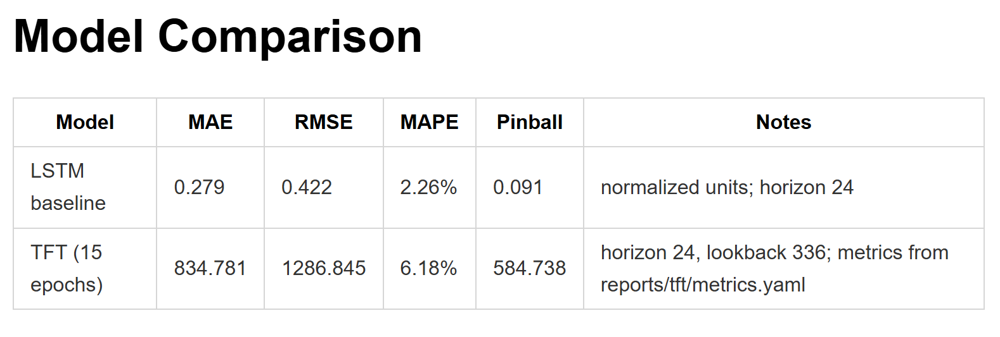 Model Comparison
Model MAE RMSE MAPE Pinball Notes
LSTM
baseline
0.279 0.422 2.26% 0.091 normalized units; horizon 24
TFT (15
epochs)
834.781 1286.845 6.18% 584.738
horizon 24, lookback 336; metrics from
reports/tft/metrics.yaml